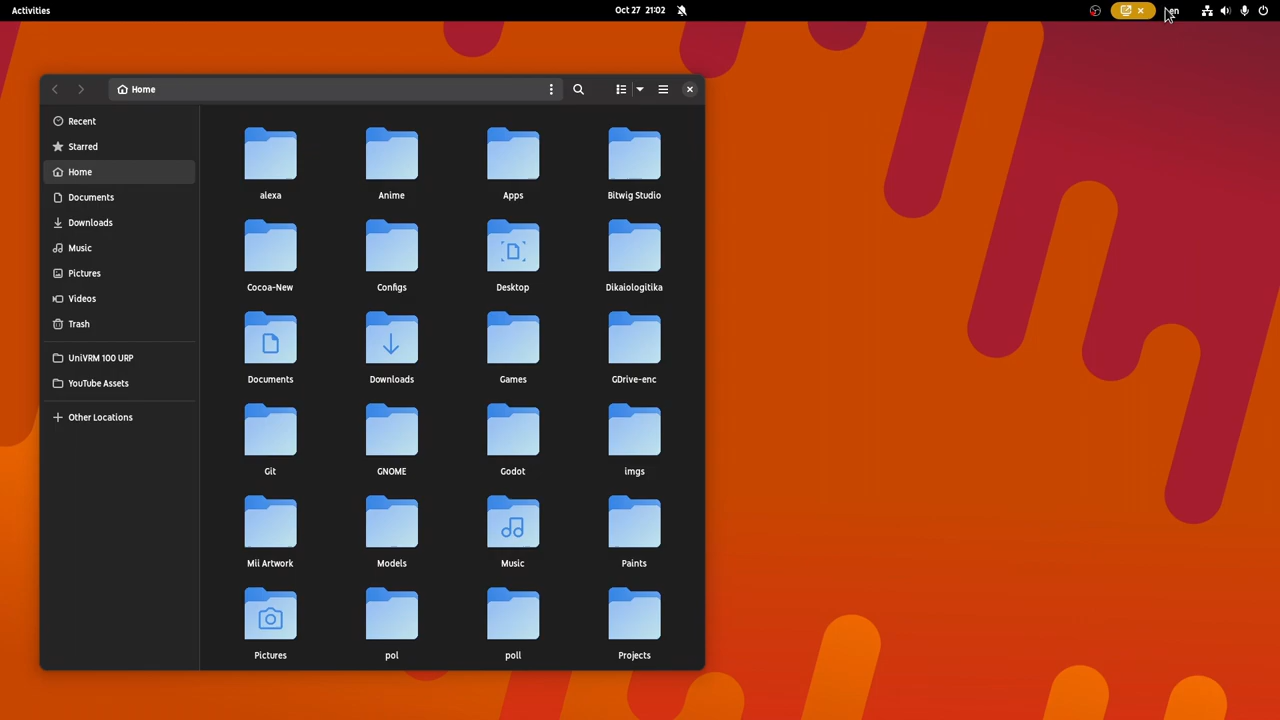 Activities
Oct 27 21:02
en
Home
Recent
Starred
Home
Documents
Downloads
Music
Pictures
Videos
Trash
UniVRM 100 URP
YouTube Assets
Other Locations
alexa
Anime
Apps
Bitwig Studio
Cocoa-New
Configs
Desktop
Dikaiologitika
Documents
Downloads
Games
GDrive-enc
Git
GNOME
Godot
imgs
Mii Artwork
Models
Music
Paints
Pictures
pol
poll
Projects